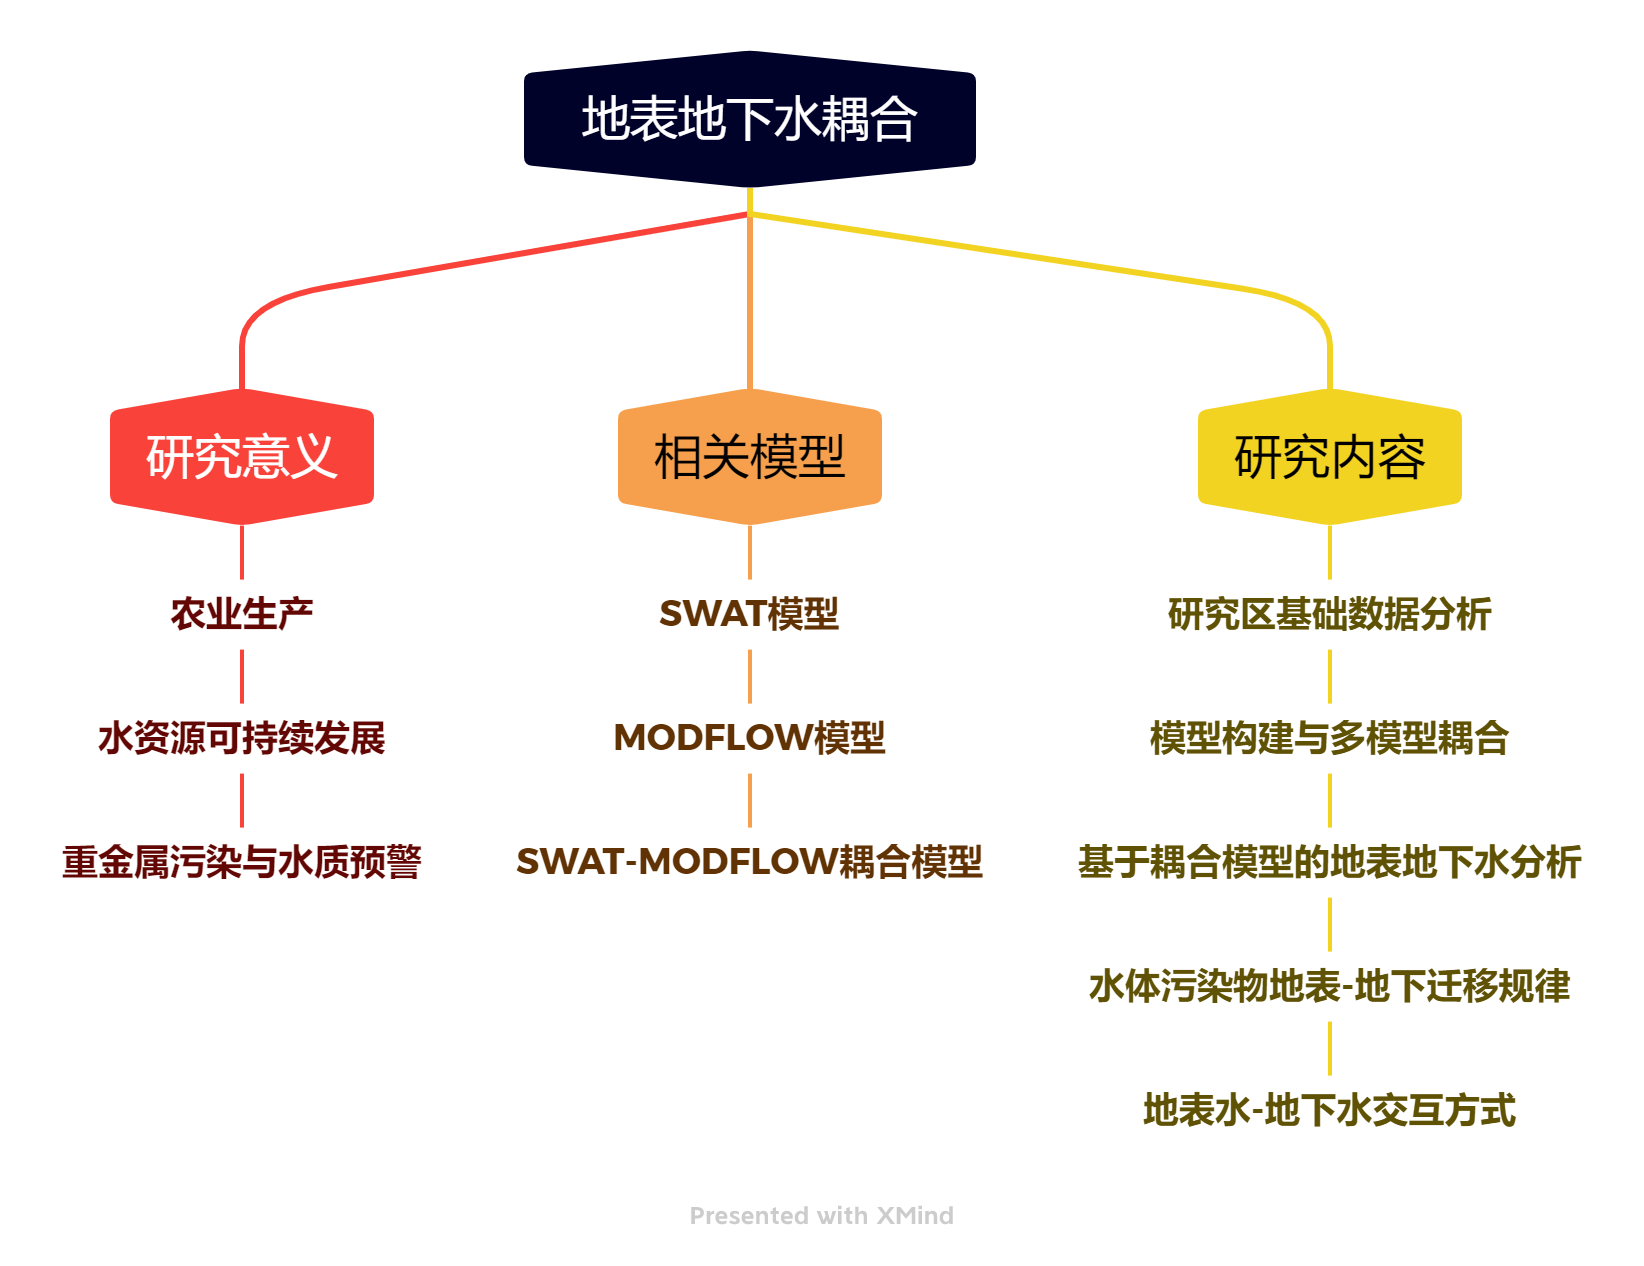 地表地下水耦合
研究意义
相关模型
研究内容
农业生产
SWAT模型
研究区基础数据分析
水资源可持续发展
MODFLOW模型
模型构建与多模型耦合
重金属污染与水质预警
SWAT-MODFLOW耦合模型
基于耦合模型的地表地下水分析
水体污染物地表-地下迁移规律
地表水-地下水交互方式
Presented with XMind